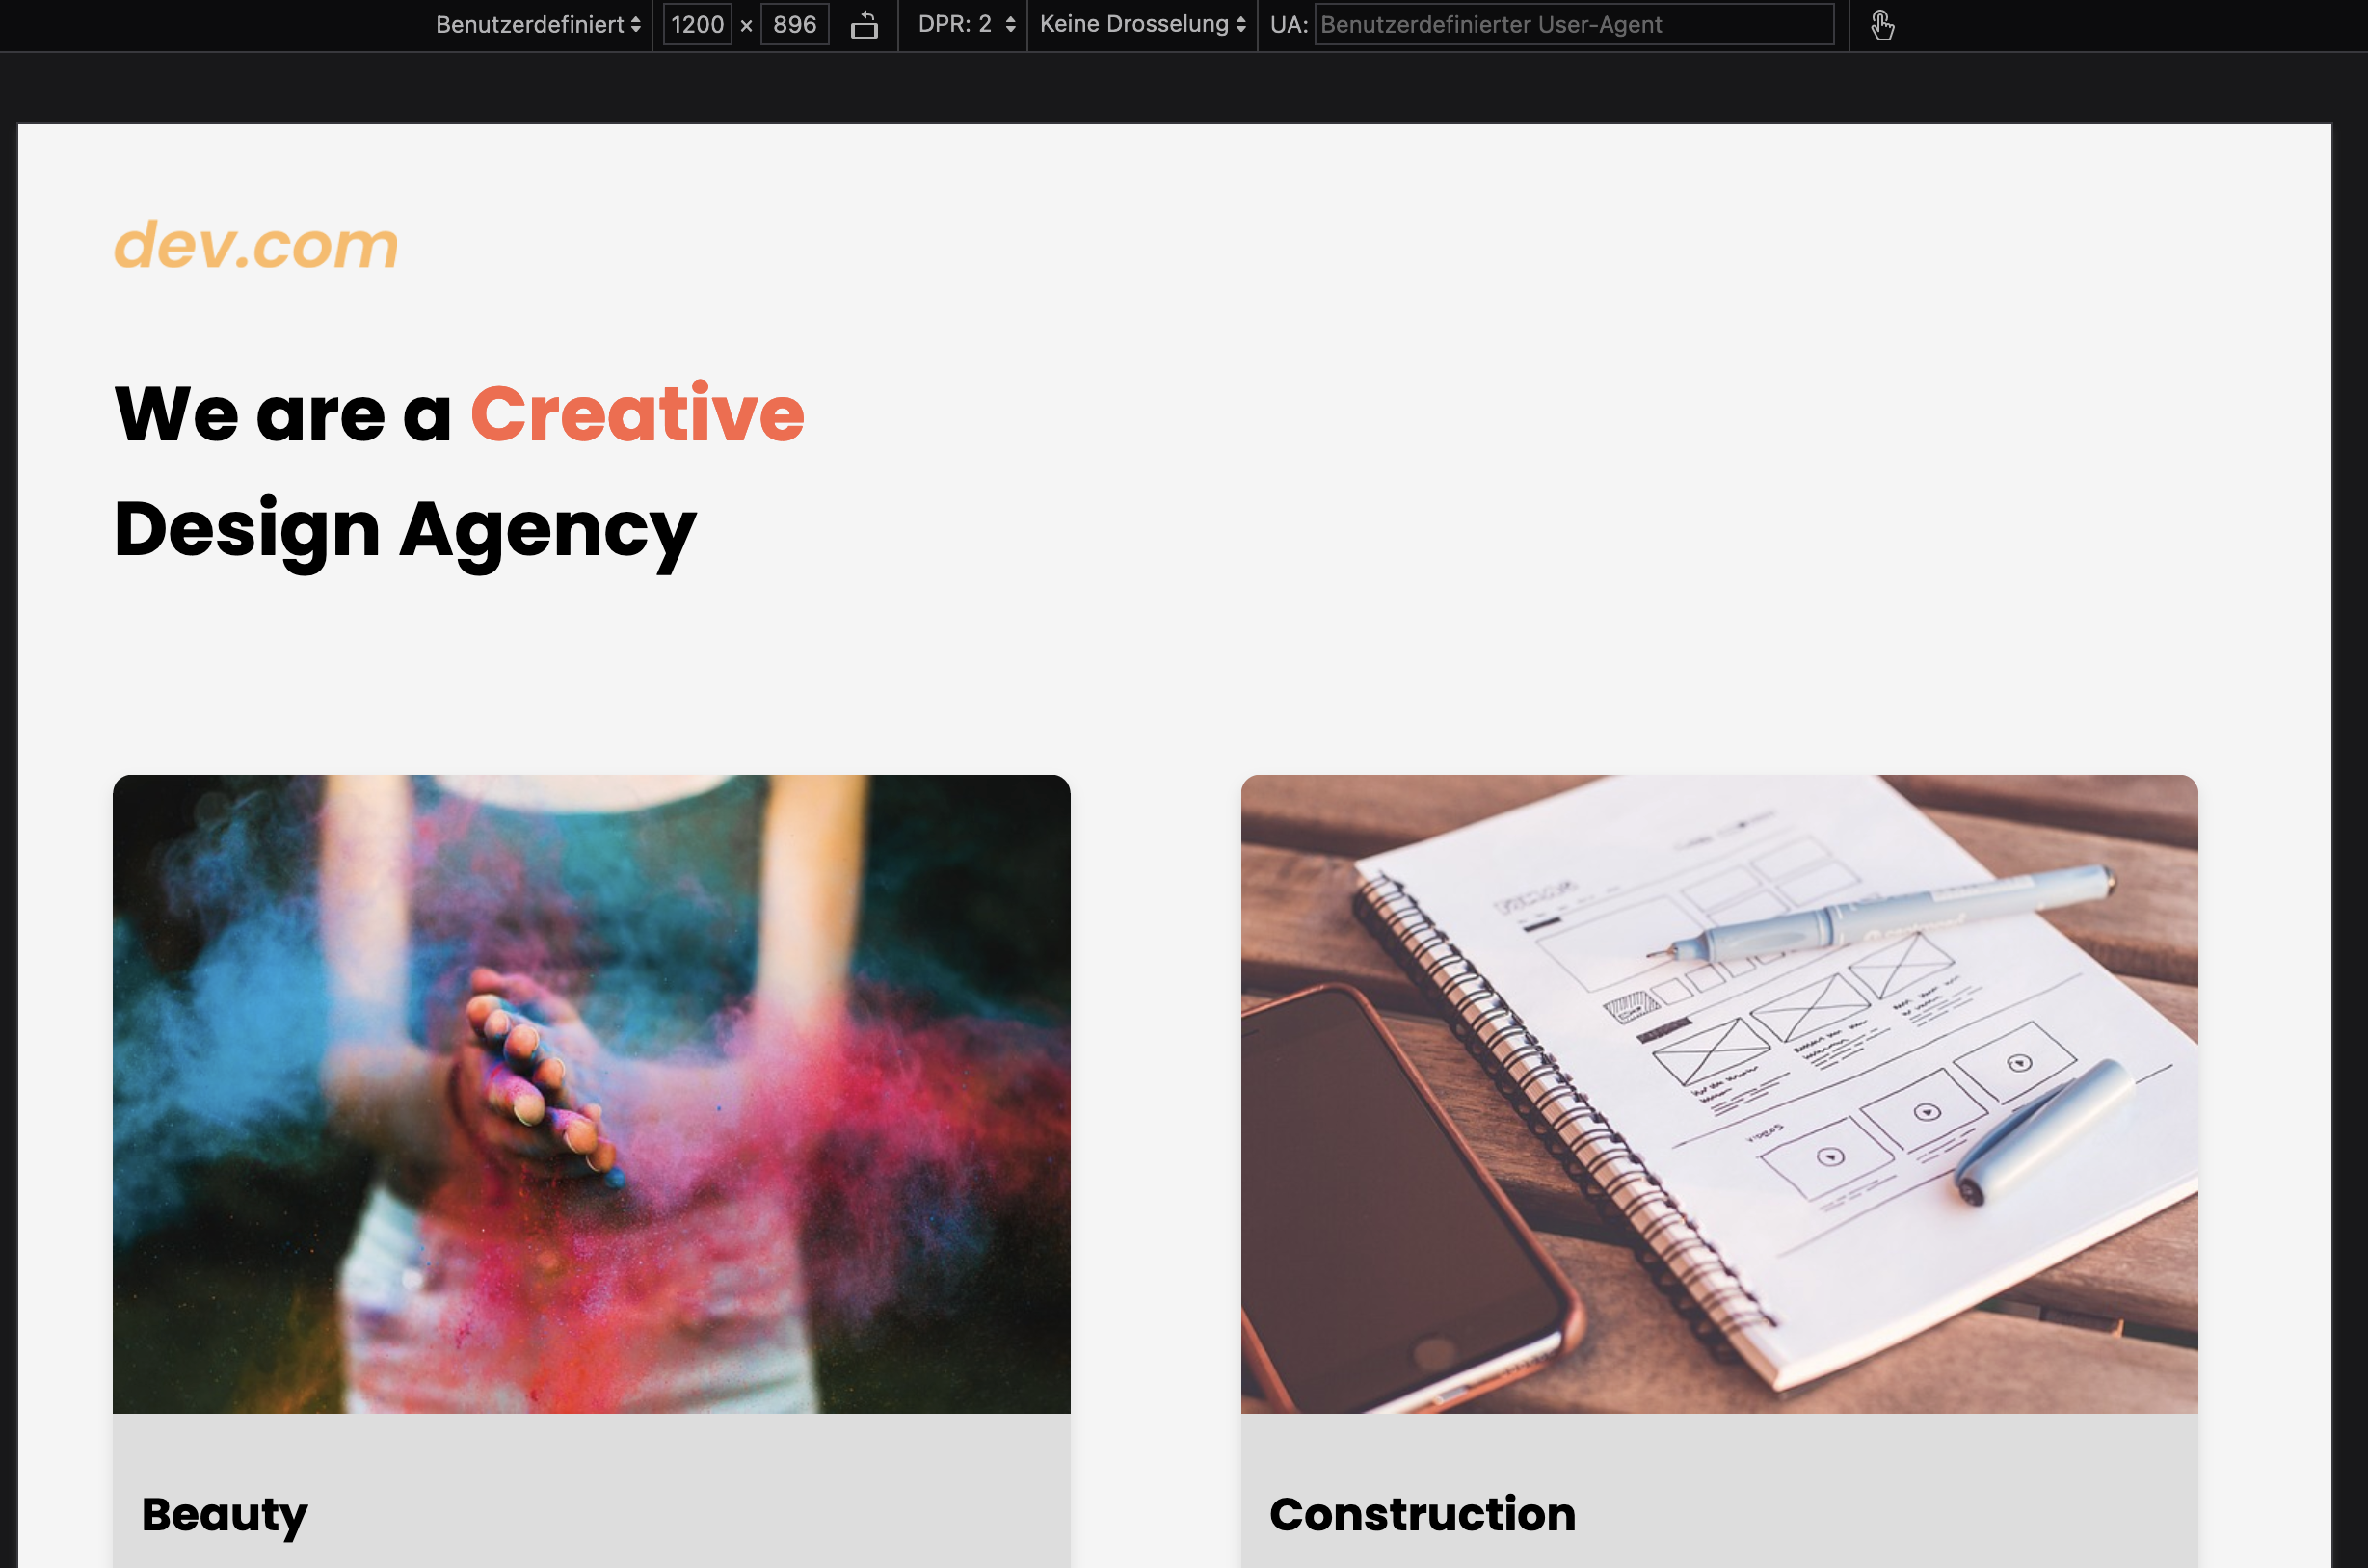 Benutzerdefiniert 1200 × 896 DPR: 2 Keine Drosselung UA: Benutzerdefinierter User-Agent
dev.com
We are a Creative
Design Agency
Beauty
Construction